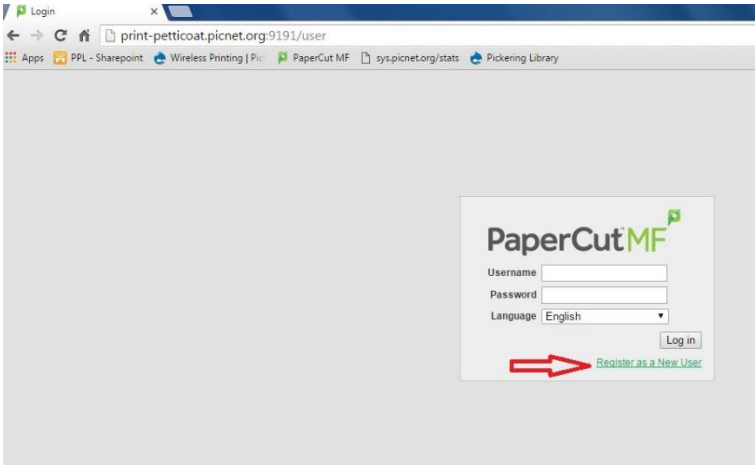 Login
print-petticoat.picnet.org:9191/user
Apps PPL - Sharepoint Wireless Printing | Pic PaperCut MF sys.picnet.org/stats Pickering Library
PaperCut MF
Username
Password
Language English
Log in
Register as a New User